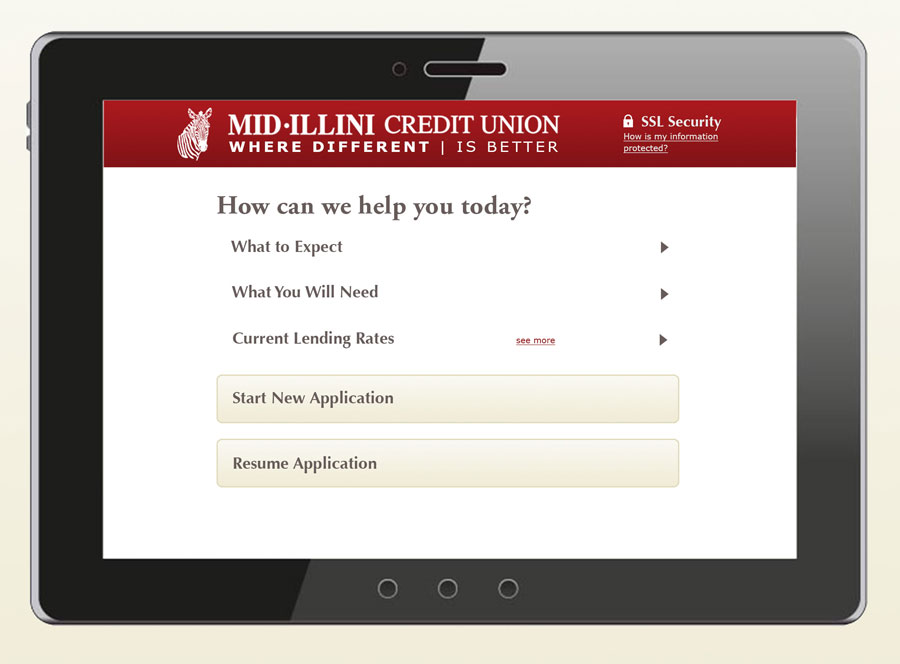 MID·ILLINI CREDIT UNION
WHERE DIFFERENT | IS BETTER
SSL Security
How is my information
protected?
How can we help you today?
What to Expect
What You Will Need
Current Lending Rates see more
Start New Application
Resume Application